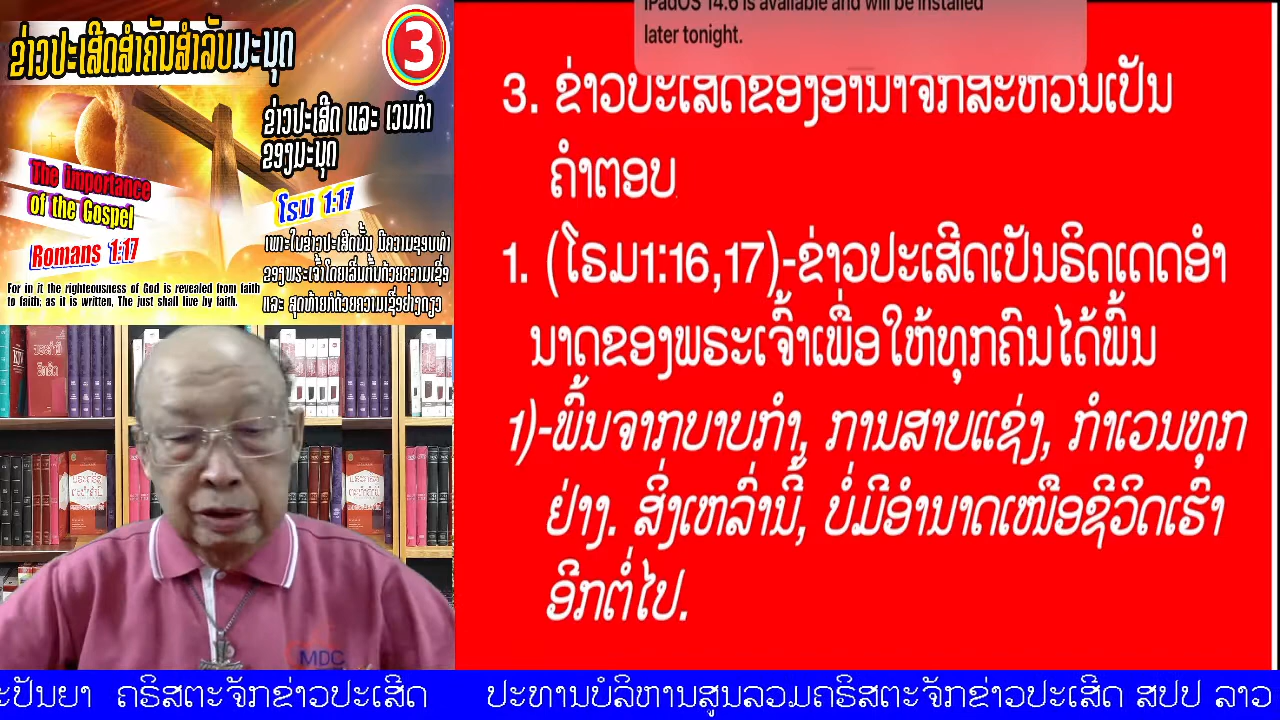 ຂ່າວປະເສີດສຳຄັນສຳລັບມະນຸດ
3
ຂ່າວປະເສີດ ແລະ ເວນກຳ
ຂອງມະນຸດ
The Importance
of the Gospel
ໂຣມ 1:17
Romans 1:17
ເພາະໃນຂ່າວປະເສີດນັ້ນ ມີຄວາມຊອບທຳ
ຂອງພຣະເຈົ້າໂດຍເລີ່ມຕົ້ນດ້ວຍຄວາມເຊື່ອ
ແລະ ສຸດທ້າຍກໍດ້ວຍຄວາມເຊື່ອຢ່າງດຽວ
For in it the righteousness of God is revealed from faith
to faith; as it is written, The just shall live by faith.
iPadOS 14.6 is available and will be installed
later tonight.
3. ຂ່າວປະເສີດຂອງອານາຈັກສະຫວັນເປັນ
ຄຳຕອບ
1. (ໂຣມ1:16,17)-ຂ່າວປະເສີດເປັນຣິດເດດອຳ
ນາດຂອງພຣະເຈົ້າເພື່ອໃຫ້ທຸກຄົນໄດ້ພົ້ນ
1)-ພົ້ນຈາກບາບກຳ, ການສາບແຊ່ງ, ກຳເວນທຸກ
ຢ່າງ. ສິ່ງເຫລົ່ານີ້, ບໍ່ມີອຳນາດເໜືອຊີວິດເຮົາ
ອີກຕໍ່ໄປ.
MDC
ະປັນຍາ ຄຣິສຕະຈັກຂ່າວປະເສີດ ປະທານບໍລິຫານສູນລວມຄຣິສຕະຈັກຂ່າວປະເສີດ ສປປ ລາວ